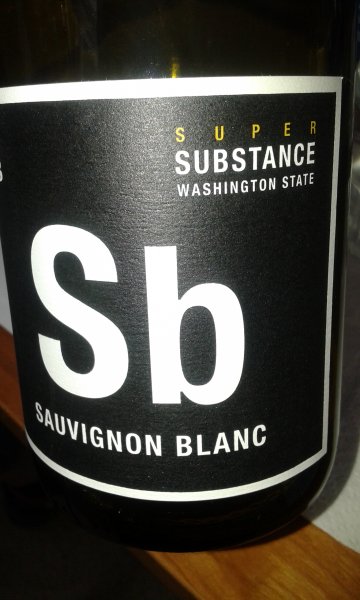 SUPER
SUBSTANCE
WASHINGTON STATE
Sb
SAUVIGNON BLANC